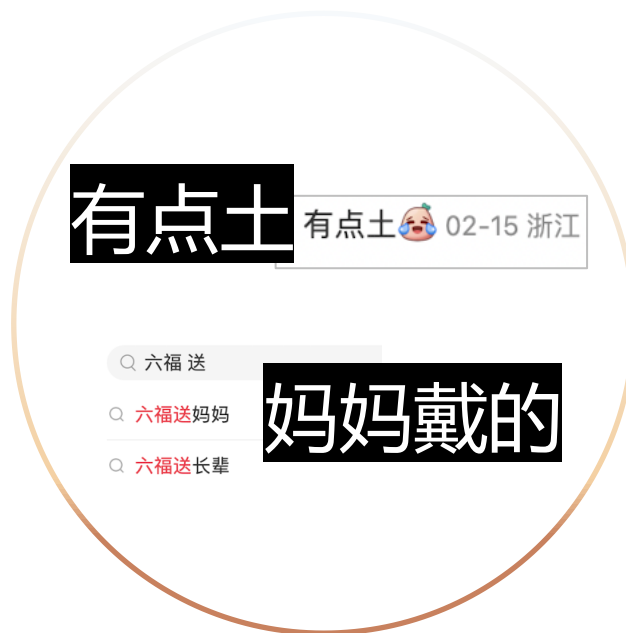 有点土
有点土 02-15 浙江
六福 送
六福送妈妈
妈妈戴的
六福送长辈